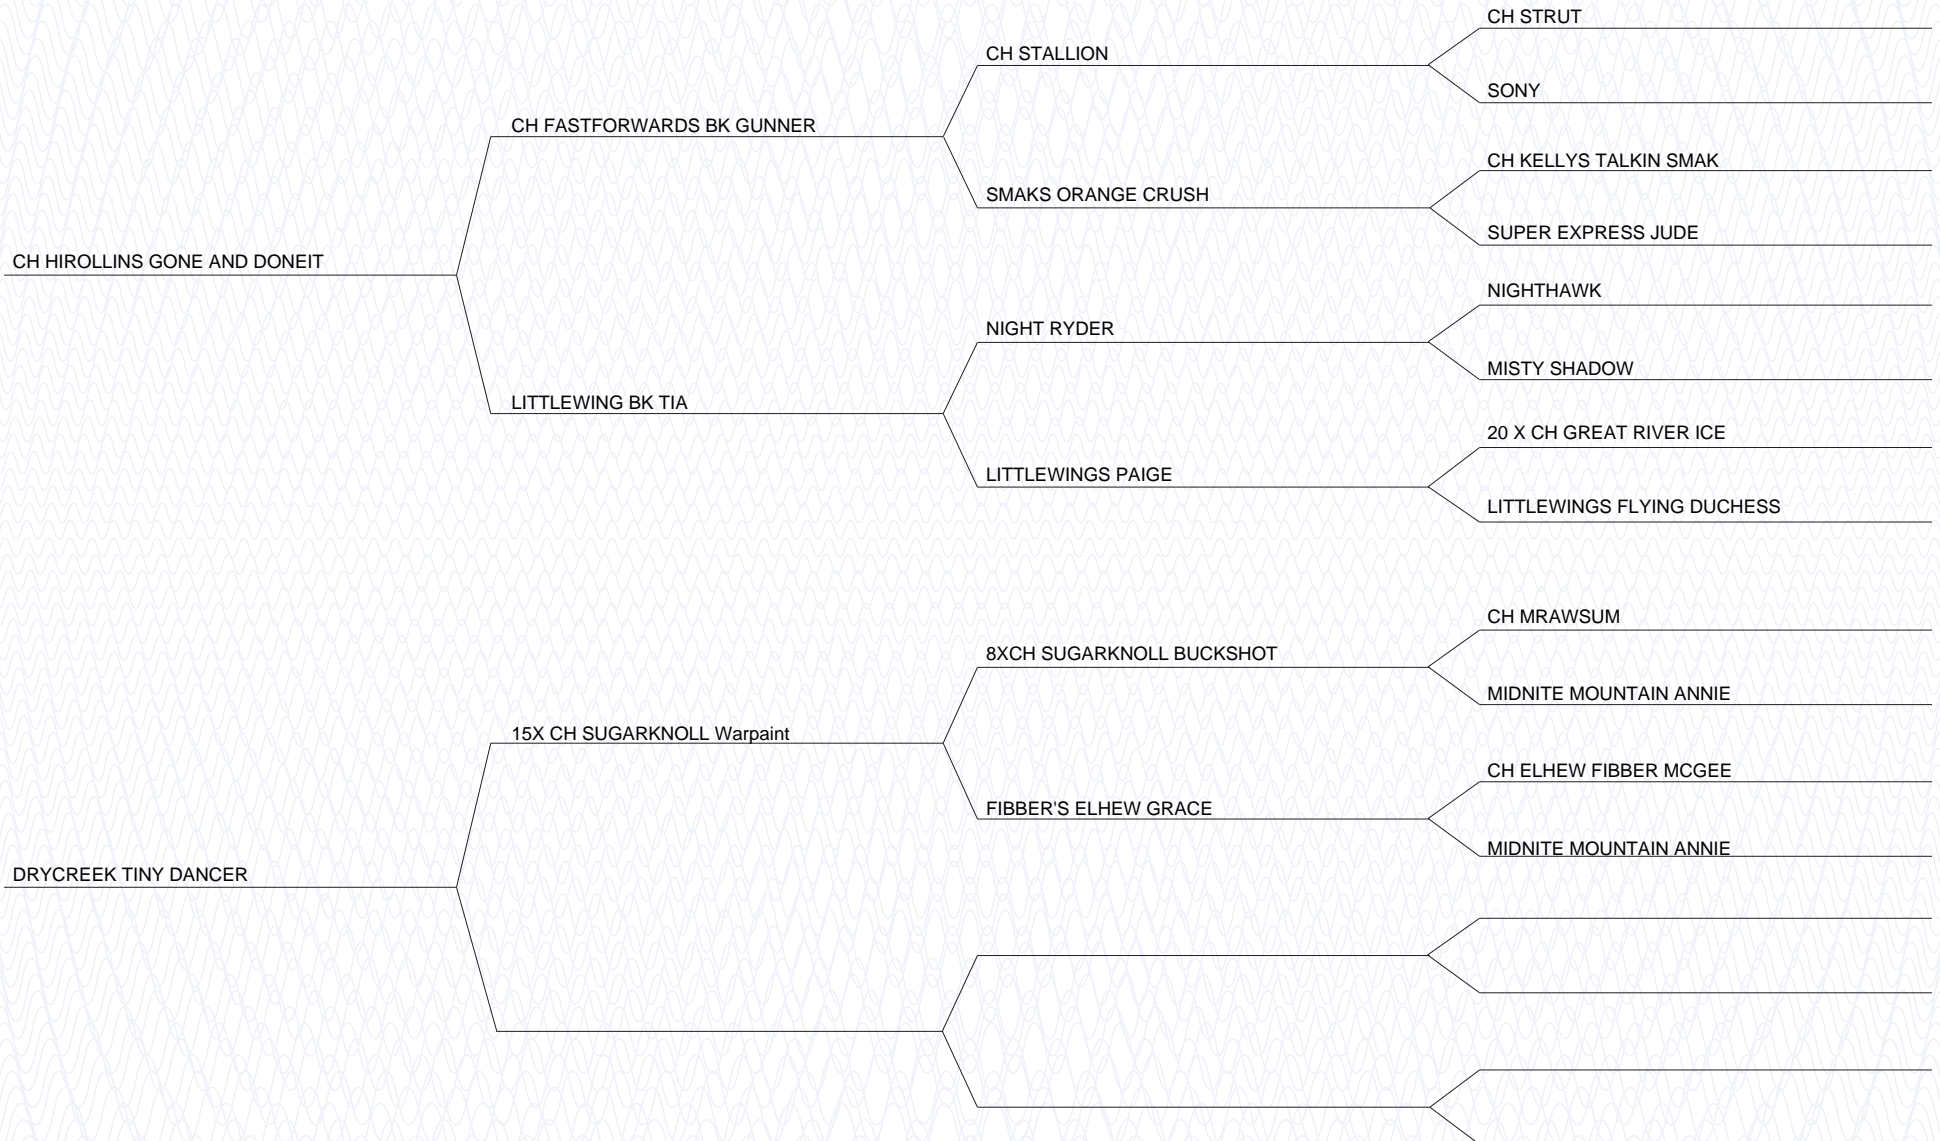 CH STRUT
CH STALLION
SONY
CH FASTFORWARDS BK GUNNER
CH KELLYS TALKIN SMAK
SMAKS ORANGE CRUSH
SUPER EXPRESS JUDE
CH HIROLLINS GONE AND DONEIT
NIGHTHAWK
NIGHT RYDER
MISTY SHADOW
LITTLEWING BK TIA
20 X CH GREAT RIVER ICE
LITTLEWINGS PAIGE
LITTLEWINGS FLYING DUCHESS
CH MRAWSUM
8XCH SUGARKNOLL BUCKSHOT
MIDNITE MOUNTAIN ANNIE
15X CH SUGARKNOLL Warpaint
CH ELHEW FIBBER MCGEE
FIBBER'S ELHEW GRACE
MIDNITE MOUNTAIN ANNIE
DRYCREEK TINY DANCER